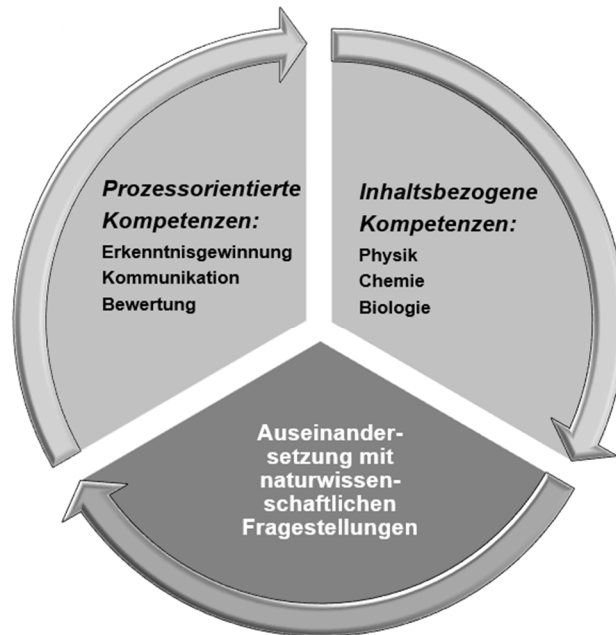 Prozessorientierte
Kompetenzen:
Erkenntnisgewinnung
Kommunikation
Bewertung
Inhaltsbezogene
Kompetenzen:
Physik
Chemie
Biologie
Auseinander-
setzung mit
naturwissen-
schaftlichen
Fragestellungen